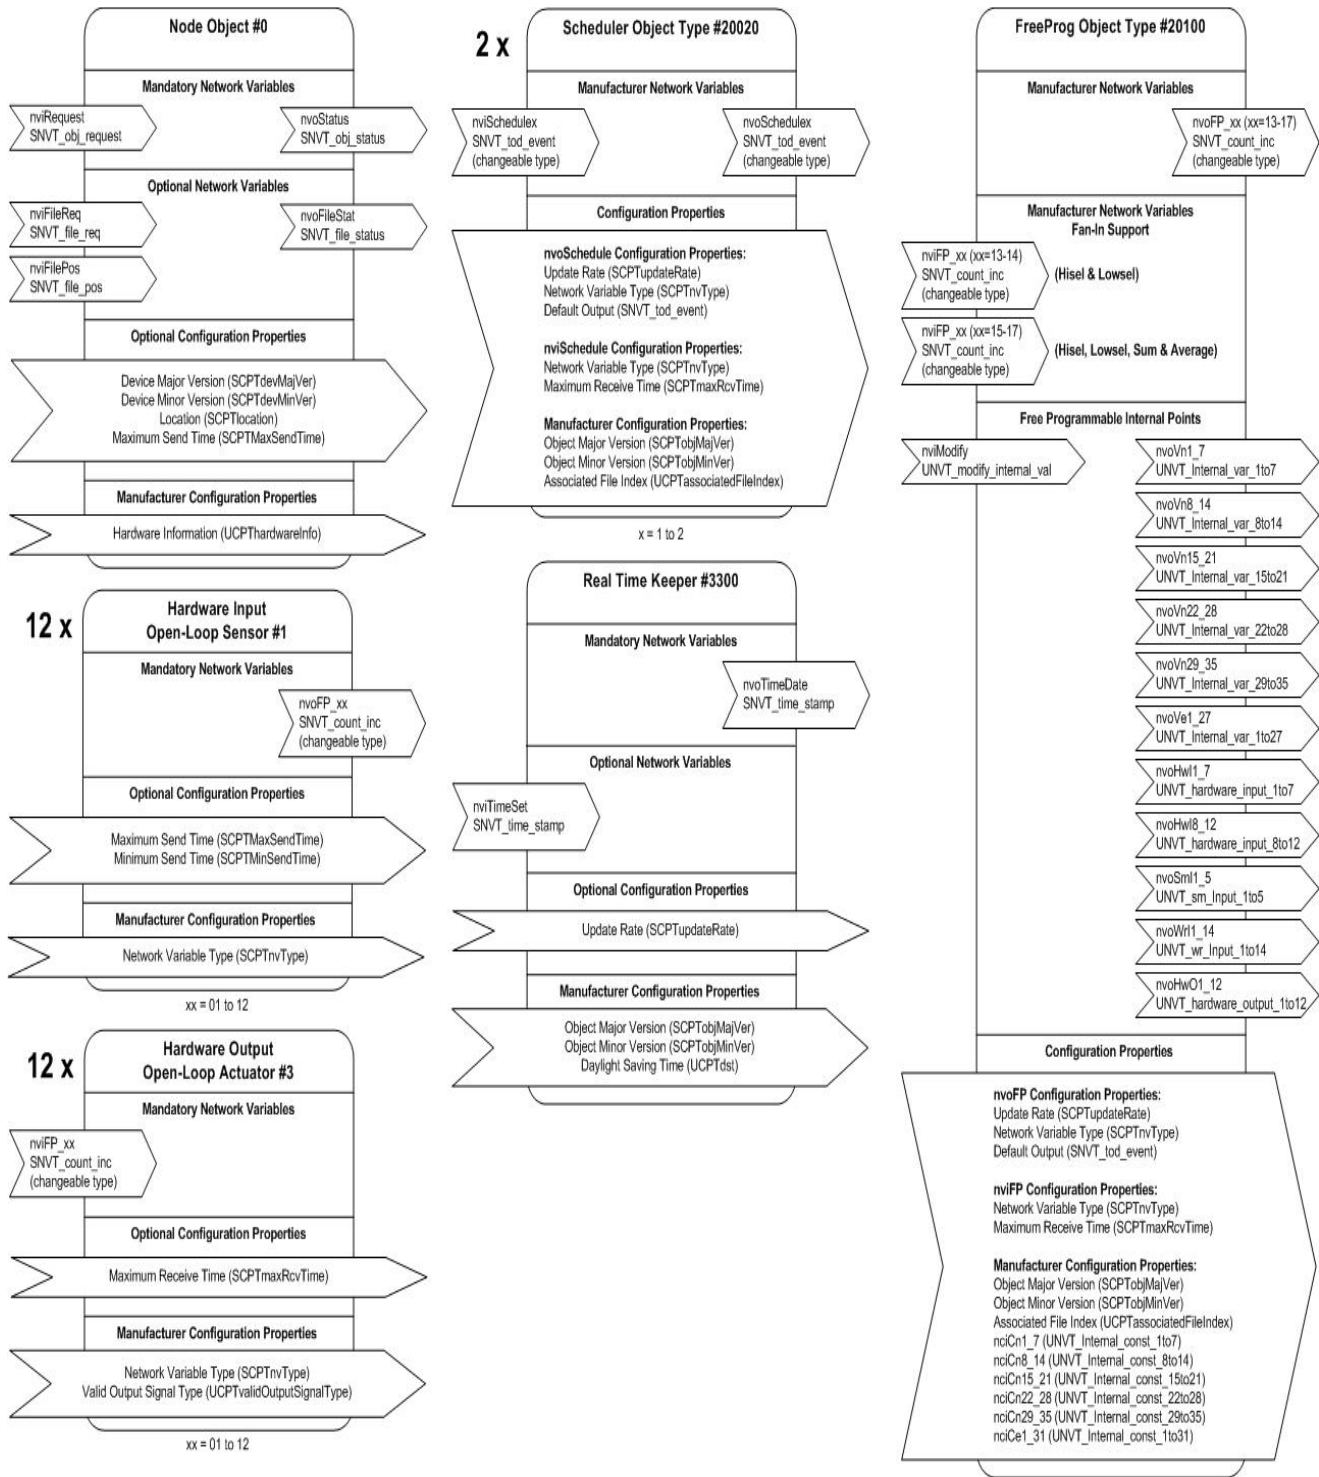 Node Object #0
Mandatory Network Variables
nviRequest
SNVT_obj_request
nvoStatus
SNVT_obj_status
Optional Network Variables
nviFileReq
SNVT_file_req
nvoFileStat
SNVT_file_status
nviFilePos
SNVT_file_pos
Optional Configuration Properties
Device Major Version (SCPTdevMajVer)
Device Minor Version (SCPTdevMinVer)
Location (SCPTlocation)
Maximum Send Time (SCPTMaxSendTime)
Manufacturer Configuration Properties
Hardware Information (UCPThardwareInfo)
12 x
Hardware Input
Open-Loop Sensor #1
Mandatory Network Variables
nvoFP_xx
SNVT_count_inc
(changeable type)
Optional Configuration Properties
Maximum Send Time (SCPTMaxSendTime)
Minimum Send Time (SCPTMinSendTime)
Manufacturer Configuration Properties
Network Variable Type (SCPTnvType)
xx = 01 to 12
12 x
Hardware Output
Open-Loop Actuator #3
Mandatory Network Variables
nviFP_xx
SNVT_count_inc
(changeable type)
Optional Configuration Properties
Maximum Receive Time (SCPTmaxRcvTime)
Manufacturer Configuration Properties
Network Variable Type (SCPTnvType)
Valid Output Signal Type (UCPTvalidOutputSignalType)
xx = 01 to 12
2 x
Scheduler Object Type #20020
Manufacturer Network Variables
nviSchedulex
SNVT_tod_event
(changeable type)
nvoSchedulex
SNVT_tod_event
(changeable type)
Configuration Properties
nvoSchedule Configuration Properties:
Update Rate (SCPTupdateRate)
Network Variable Type (SCPTnvType)
Default Output (SNVT_tod_event)
nviSchedule Configuration Properties:
Network Variable Type (SCPTnvType)
Maximum Receive Time (SCPTmaxRcvTime)
Manufacturer Configuration Properties:
Object Major Version (SCPTobjMajVer)
Object Minor Version (SCPTobjMinVer)
Associated File Index (UCPTassociatedFileIndex)
x = 1 to 2
Real Time Keeper #3300
Mandatory Network Variables
nvoTimeDate
SNVT_time_stamp
Optional Network Variables
nviTimeSet
SNVT_time_stamp
Optional Configuration Properties
Update Rate (SCPTupdateRate)
Manufacturer Configuration Properties
Object Major Version (SCPTobjMajVer)
Object Minor Version (SCPTobjMinVer)
Daylight Saving Time (UCPTdst)
FreeProg Object Type #20100
Manufacturer Network Variables
nvoFP_xx (xx=13-17)
SNVT_count_inc
(changeable type)
Manufacturer Network Variables
Fan-In Support
nviFP_xx (xx=13-14)
SNVT_count_inc
(changeable type)
(Hisel & Lowsel)
nviFP_xx (xx=15-17)
SNVT_count_inc
(changeable type)
(Hisel, Lowsel, Sum & Average)
Free Programmable Internal Points
nviModify
UNVT_modify_internal_val
nvoVn1_7
UNVT_Internal_var_1to7
nvoVn8_14
UNVT_Internal_var_8to14
nvoVn15_21
UNVT_Internal_var_15to21
nvoVn22_28
UNVT_Internal_var_22to28
nvoVn29_35
UNVT_Internal_var_29to35
nvoVe1_27
UNVT_Internal_var_1to27
nvoHwI1_7
UNVT_hardware_input_1to7
nvoHwI8_12
UNVT_hardware_input_8to12
nvoSmI1_5
UNVT_sm_Input_1to5
nvoWrI1_14
UNVT_wr_Input_1to14
nvoHwO1_12
UNVT_hardware_output_1to12
Configuration Properties
nvoFP Configuration Properties:
Update Rate (SCPTupdateRate)
Network Variable Type (SCPTnvType)
Default Output (SNVT_tod_event)
nviFP Configuration Properties:
Network Variable Type (SCPTnvType)
Maximum Receive Time (SCPTmaxRcvTime)
Manufacturer Configuration Properties:
Object Major Version (SCPTobjMajVer)
Object Minor Version (SCPTobjMinVer)
Associated File Index (UCPTassociatedFileIndex)
nciCn1_7 (UNVT_Internal_const_1to7)
nciCn8_14 (UNVT_Internal_const_8to14)
nciCn15_21 (UNVT_Internal_const_15to21)
nciCn22_28 (UNVT_Internal_const_22to28)
nciCn29_35 (UNVT_Internal_const_29to35)
nciCe1_31 (UNVT_Internal_const_1to31)